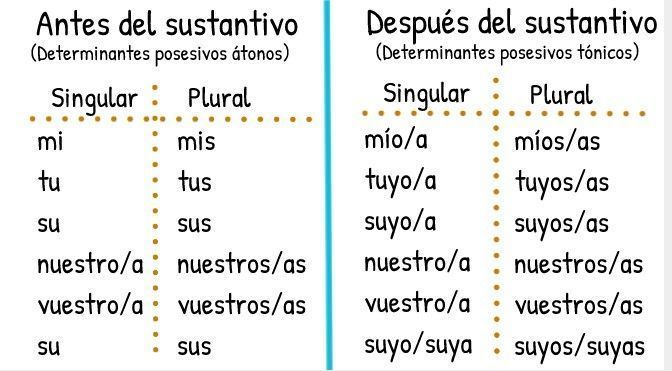 Antes del sustantivo
(Determinantes posesivos átonos)
Singular Plural
mi mis
tu tus
su sus
nuestro/a nuestros/as
vuestro/a vuestros/as
su sus
Después del sustantivo
(Determinantes posesivos tónicos)
Singular Plural
mío/a míos/as
tuyo/a tuyos/as
suyo/a suyos/as
nuestro/a nuestros/as
vuestro/a vuestros/as
suyo/suya suyos/suyas